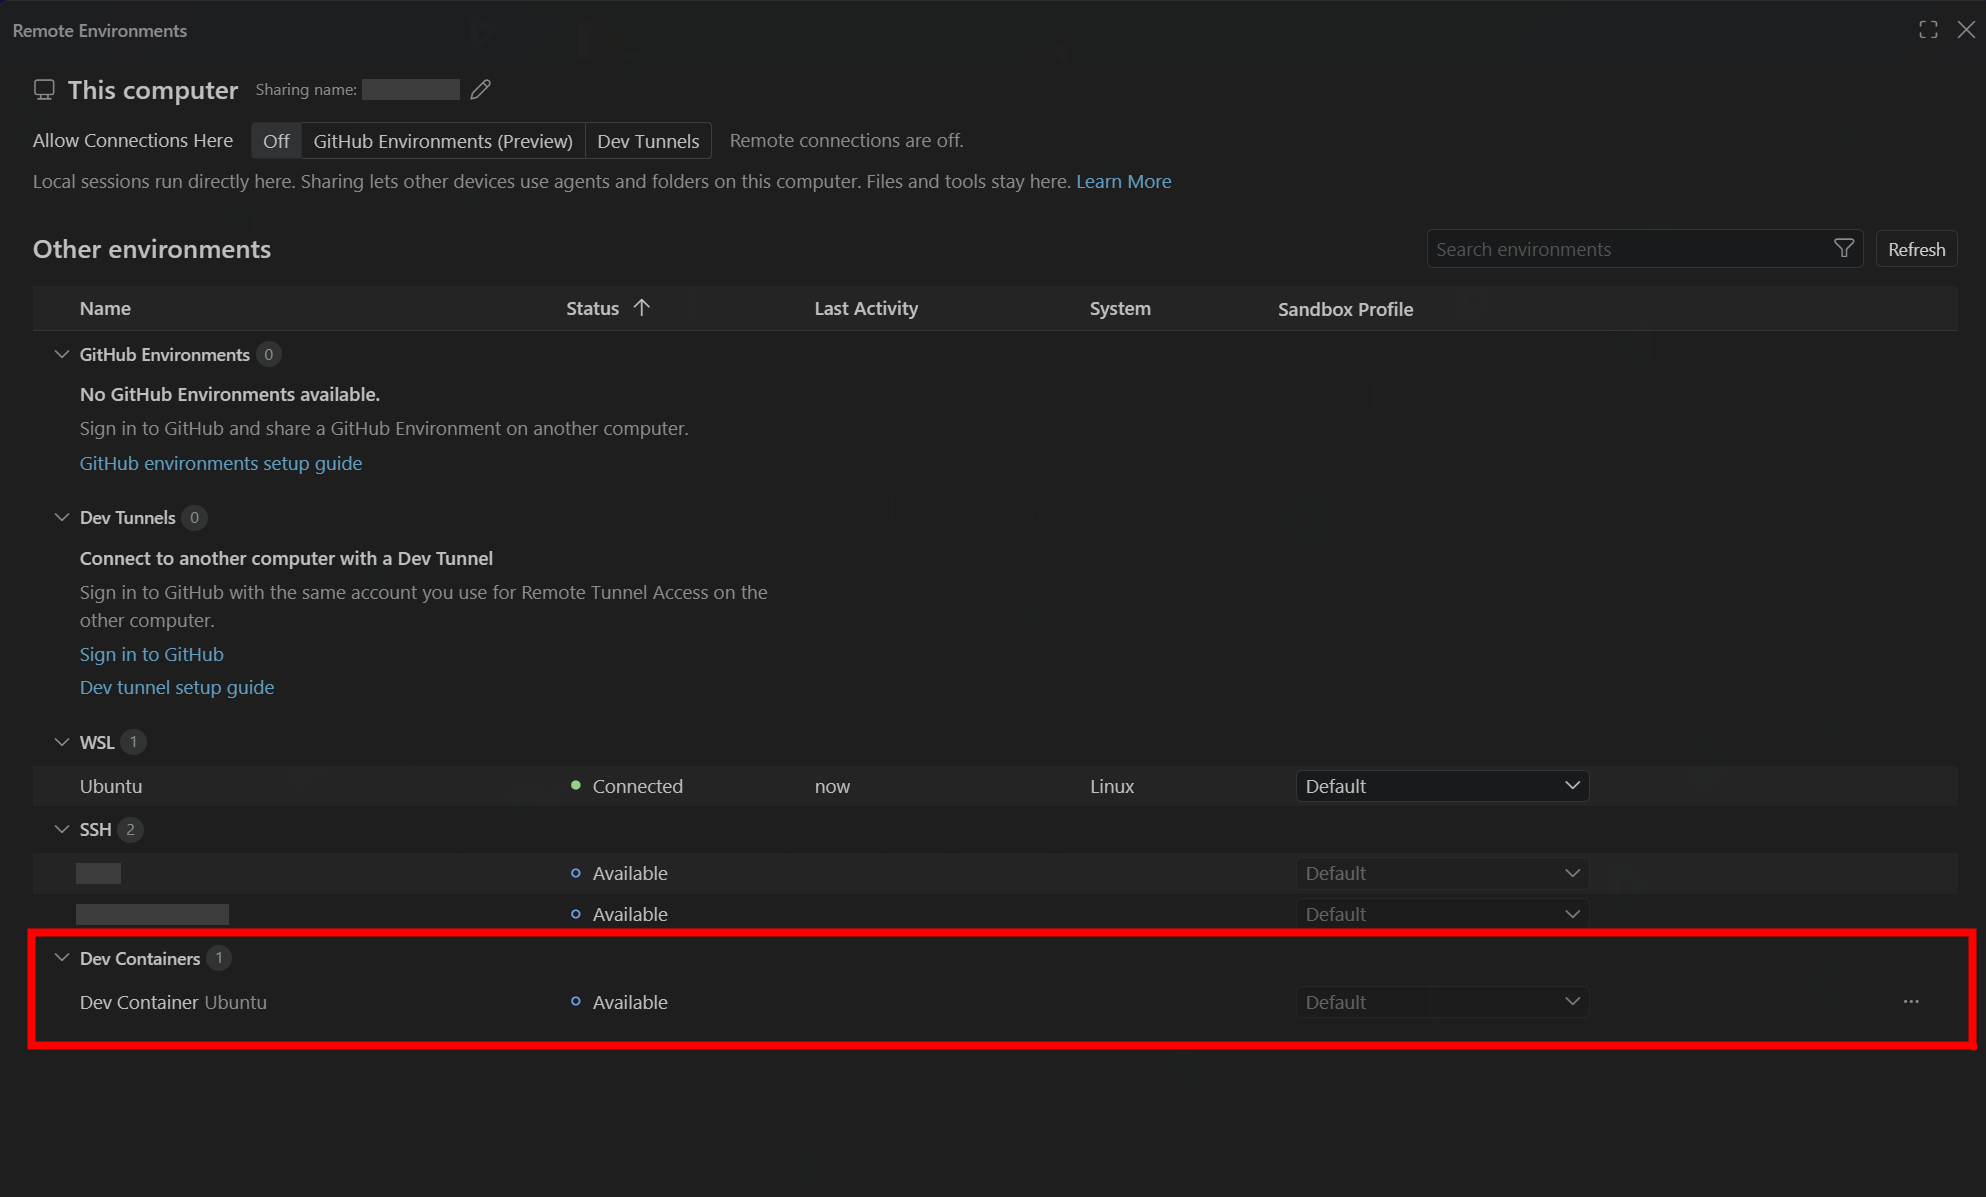 Remote Environments
This computer Sharing name:
Allow Connections Here Off GitHub Environments (Preview) Dev Tunnels Remote connections are off.
Local sessions run directly here. Sharing lets other devices use agents and folders on this computer. Files and tools stay here. Learn More
Other environments Search environments Refresh
Name Status ↑ Last Activity System Sandbox Profile
GitHub Environments 0
No GitHub Environments available.
Sign in to GitHub and share a GitHub Environment on another computer.
GitHub environments setup guide
Dev Tunnels 0
Connect to another computer with a Dev Tunnel
Sign in to GitHub with the same account you use for Remote Tunnel Access on the
other computer.
Sign in to GitHub
Dev tunnel setup guide
WSL 1
Ubuntu Connected now Linux Default
SSH 2
Available Default
Available Default
Dev Containers 1
Dev Container Ubuntu Available Default ...